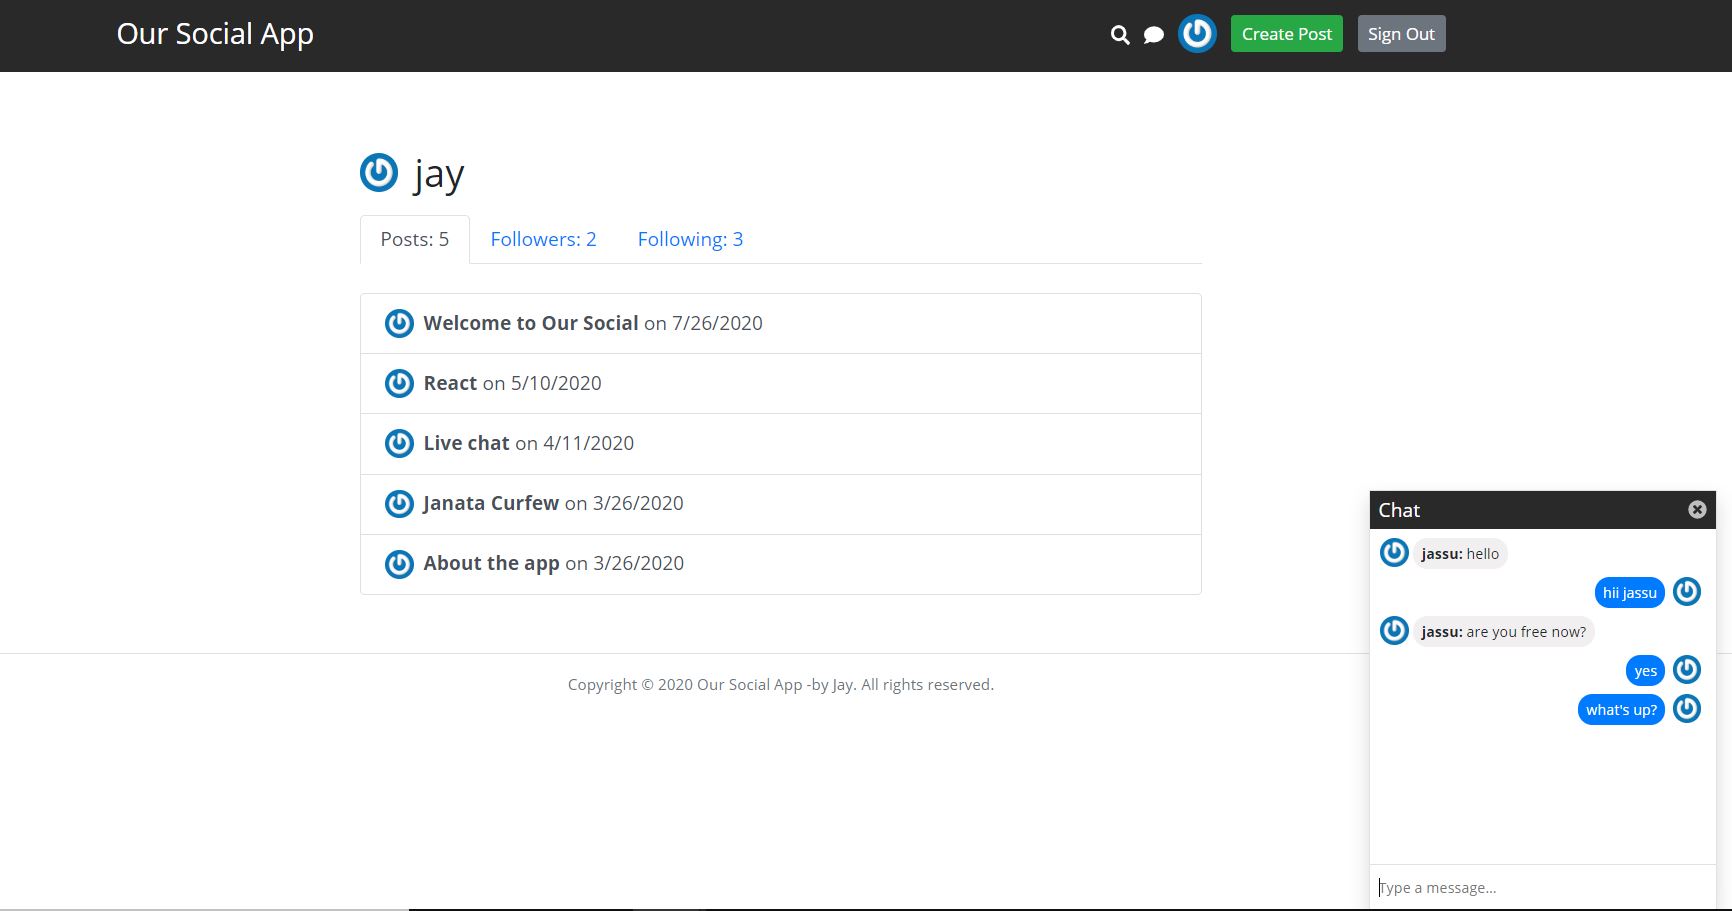 Our Social App
Create Post
Sign Out
jay
Posts: 5
Followers: 2
Following: 3
Welcome to Our Social on 7/26/2020
React on 5/10/2020
Live chat on 4/11/2020
Janata Curfew on 3/26/2020
About the app on 3/26/2020
Copyright © 2020 Our Social App -by Jay. All rights reserved.
Chat
jassu: hello
hii jassu
jassu: are you free now?
yes
what's up?
Type a message...